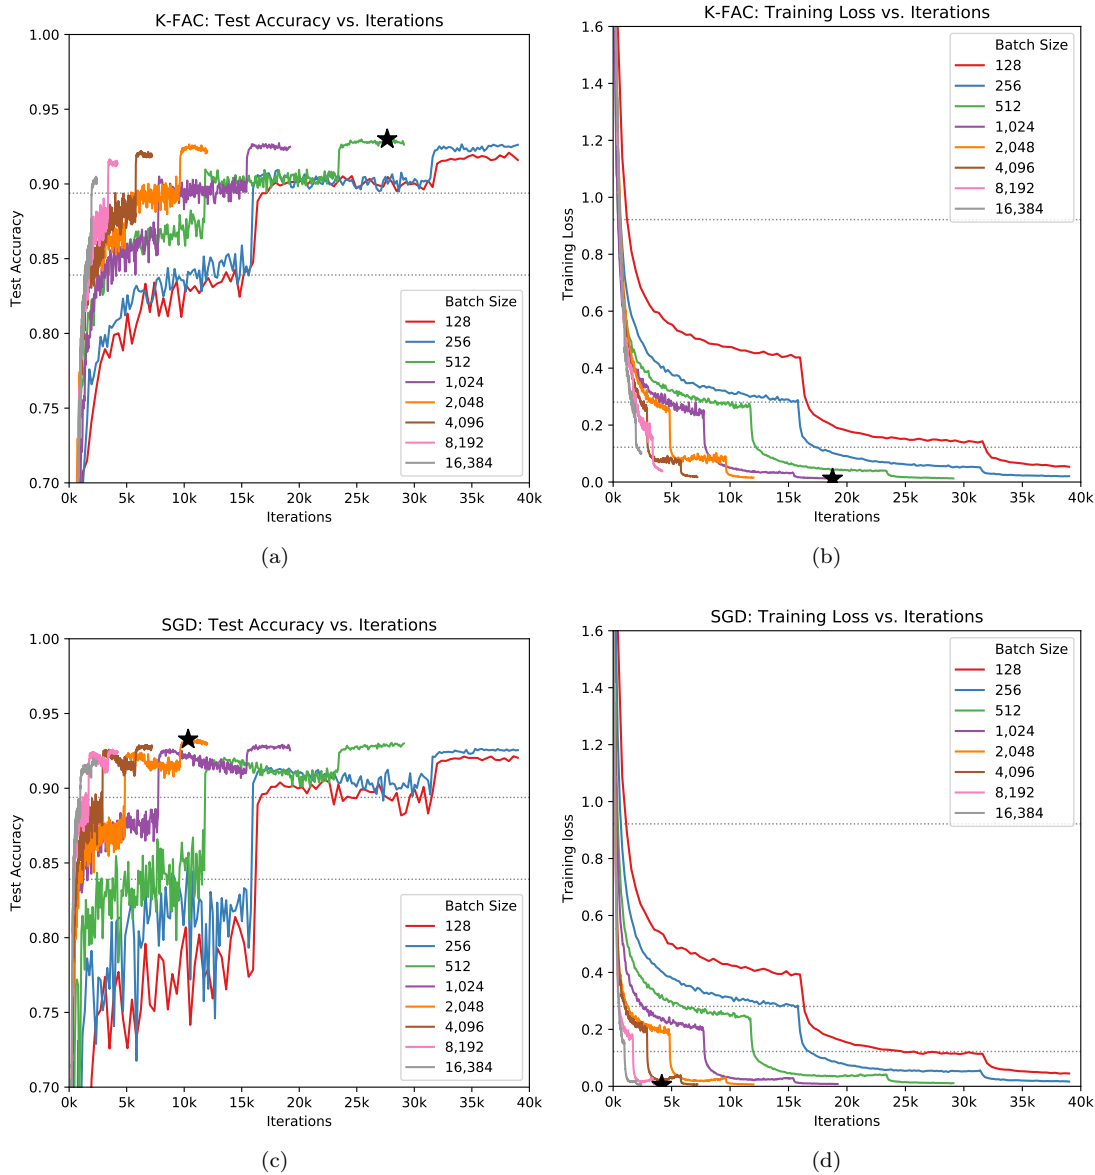 K-FAC: Test Accuracy vs. Iterations
1.00
0.95
0.90
0.85
0.80
0.75
0.70
Test Accuracy
Batch Size
128
256
512
1,024
2,048
4,096
8,192
16,384
0k 5k 10k 15k 20k 25k 30k 35k 40k
Iterations
(a)
K-FAC: Training Loss vs. Iterations
1.6
1.4
1.2
1.0
0.8
0.6
0.4
0.2
0.0
Training Loss
Batch Size
128
256
512
1,024
2,048
4,096
8,192
16,384
0k 5k 10k 15k 20k 25k 30k 35k 40k
Iterations
(b)
SGD: Test Accuracy vs. Iterations
1.00
0.95
0.90
0.85
0.80
0.75
0.70
Test Accuracy
Batch Size
128
256
512
1,024
2,048
4,096
8,192
16,384
0k 5k 10k 15k 20k 25k 30k 35k 40k
Iterations
(c)
SGD: Training Loss vs. Iterations
1.6
1.4
1.2
1.0
0.8
0.6
0.4
0.2
0.0
Training loss
Batch Size
128
256
512
1,024
2,048
4,096
8,192
16,384
0k 5k 10k 15k 20k 25k 30k 35k 40k
Iterations
(d)